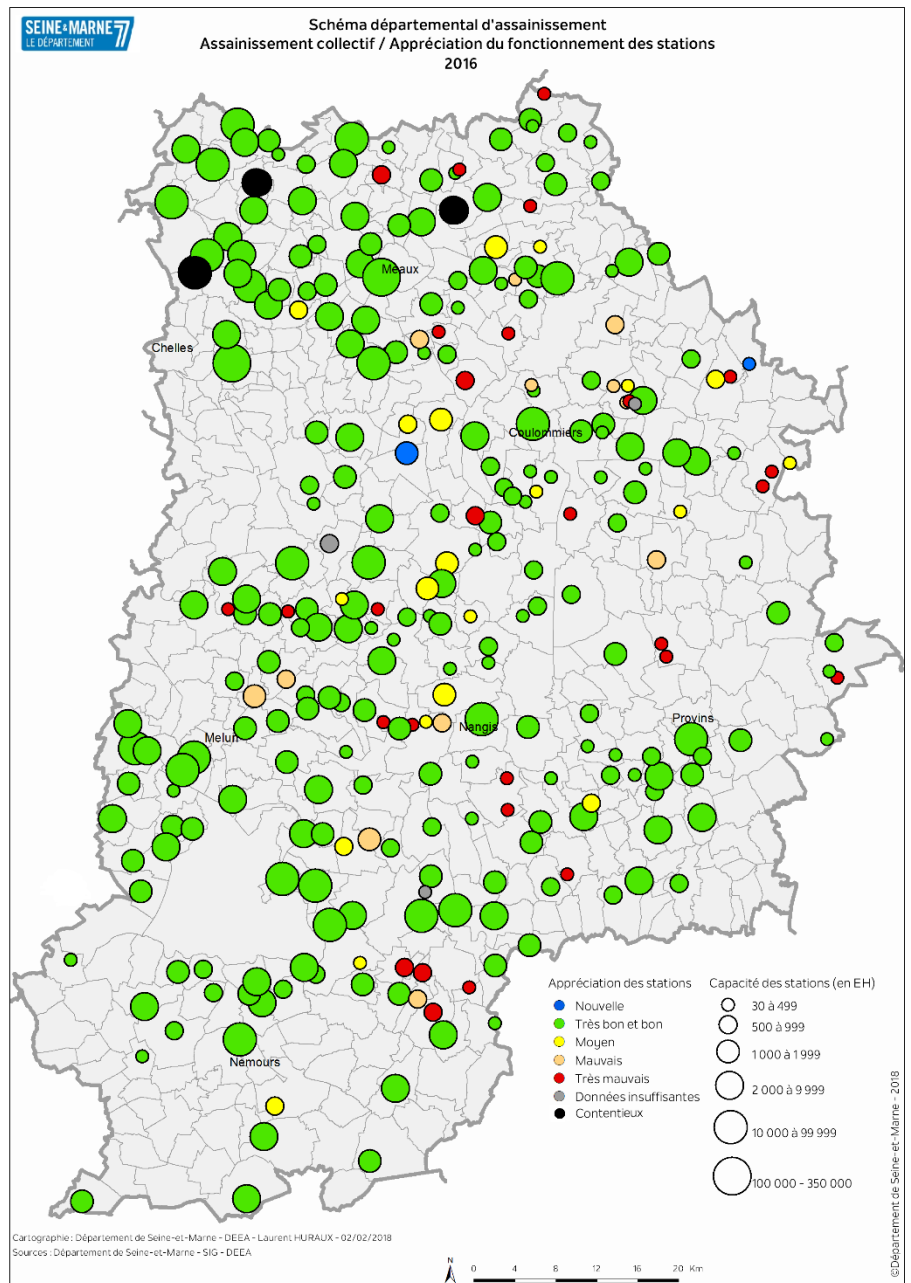 SEINE&MARNE 77
LE DÉPARTEMENT
Schéma départemental d'assainissement
Assainissement collectif / Appréciation du fonctionnement des stations
2016
Meaux
Chelles
Coulommiers
Provins
Nangis
Melun
Nemours
Appréciation des stations
Nouvelle
Très bon et bon
Moyen
Mauvais
Très mauvais
Données insuffisantes
Contentieux
Capacité des stations (en EH)
30 à 499
500 à 999
1 000 à 1 999
2 000 à 9 999
10 000 à 99 999
100 000 - 350 000
©Département de Seine-et-Marne - 2018
Cartographie : Département de Seine-et-Marne - DEEA - Laurent HURAUX - 02/02/2018
Sources : Département de Seine-et-Marne - SIG - DEEA
N
0 4 8 12 16 20 Km